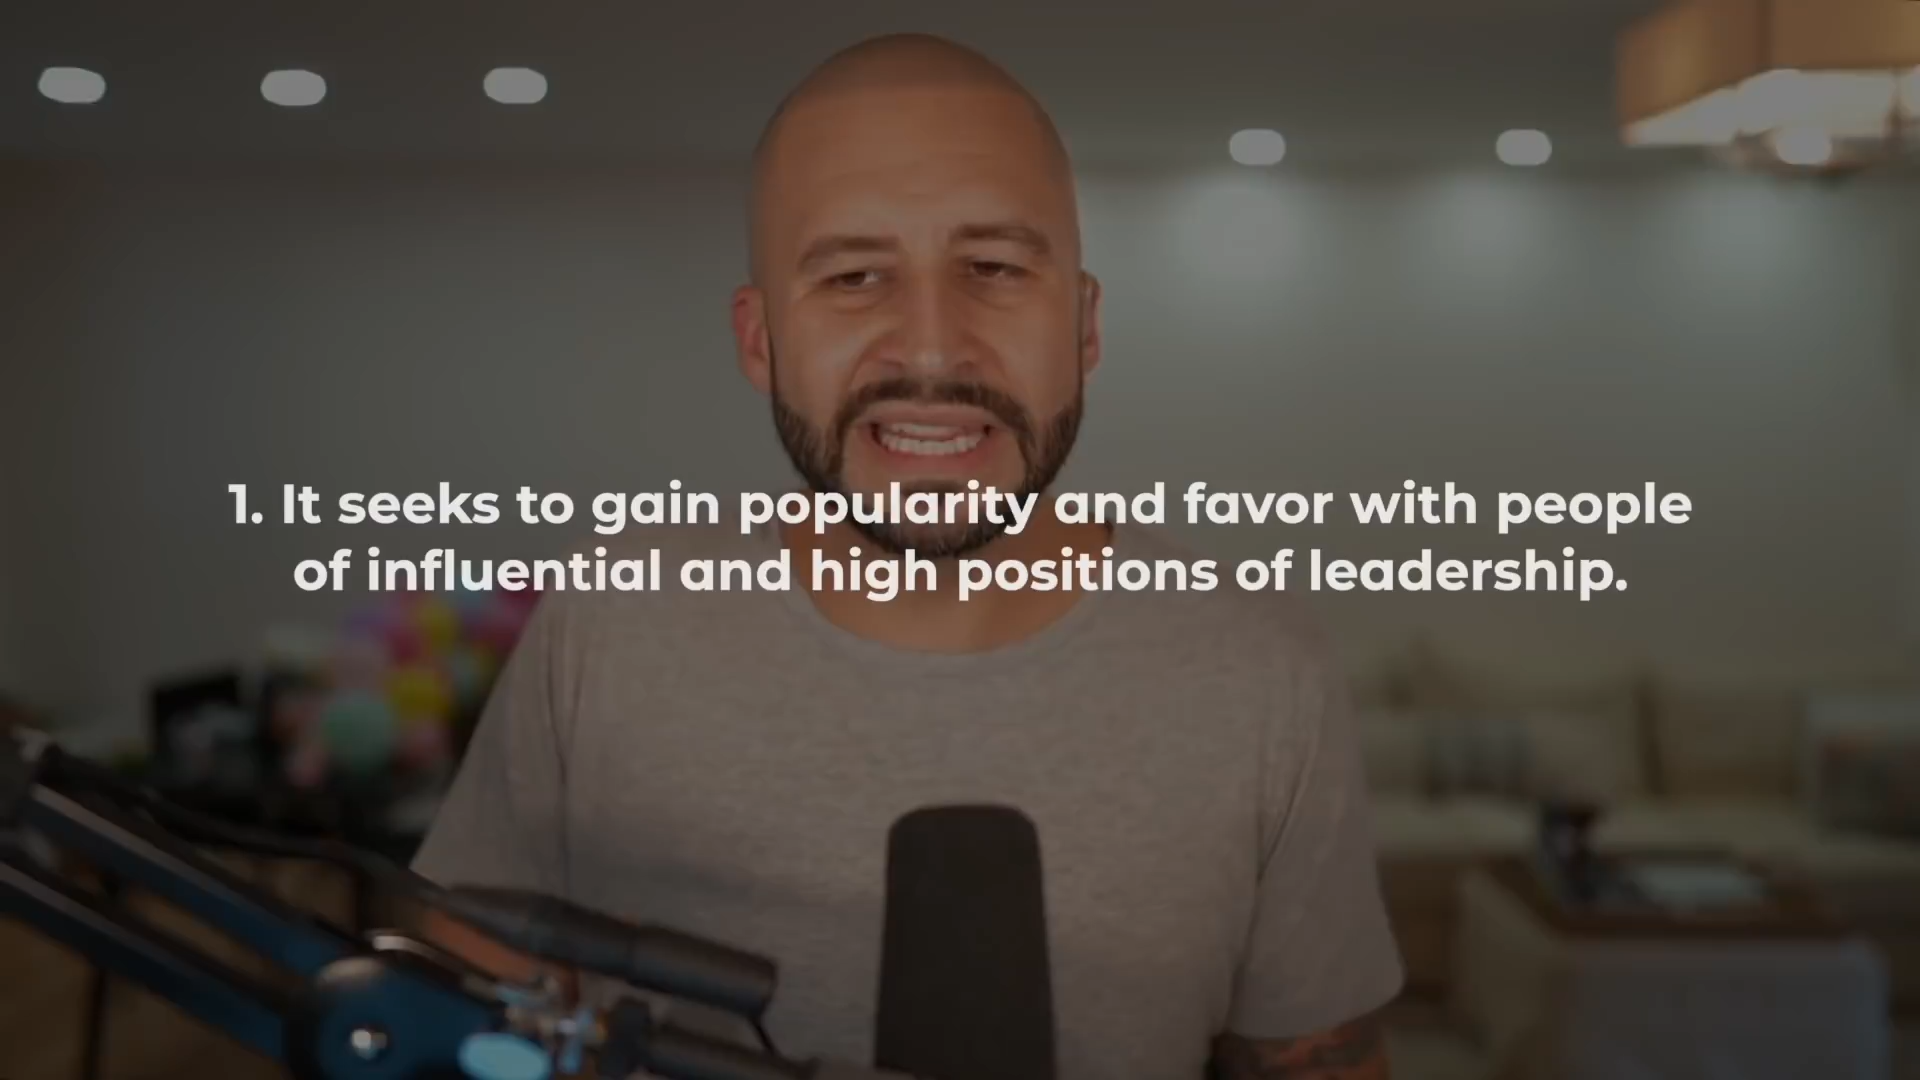 1. It seeks to gain popularity and favor with people
of influential and high positions of leadership.